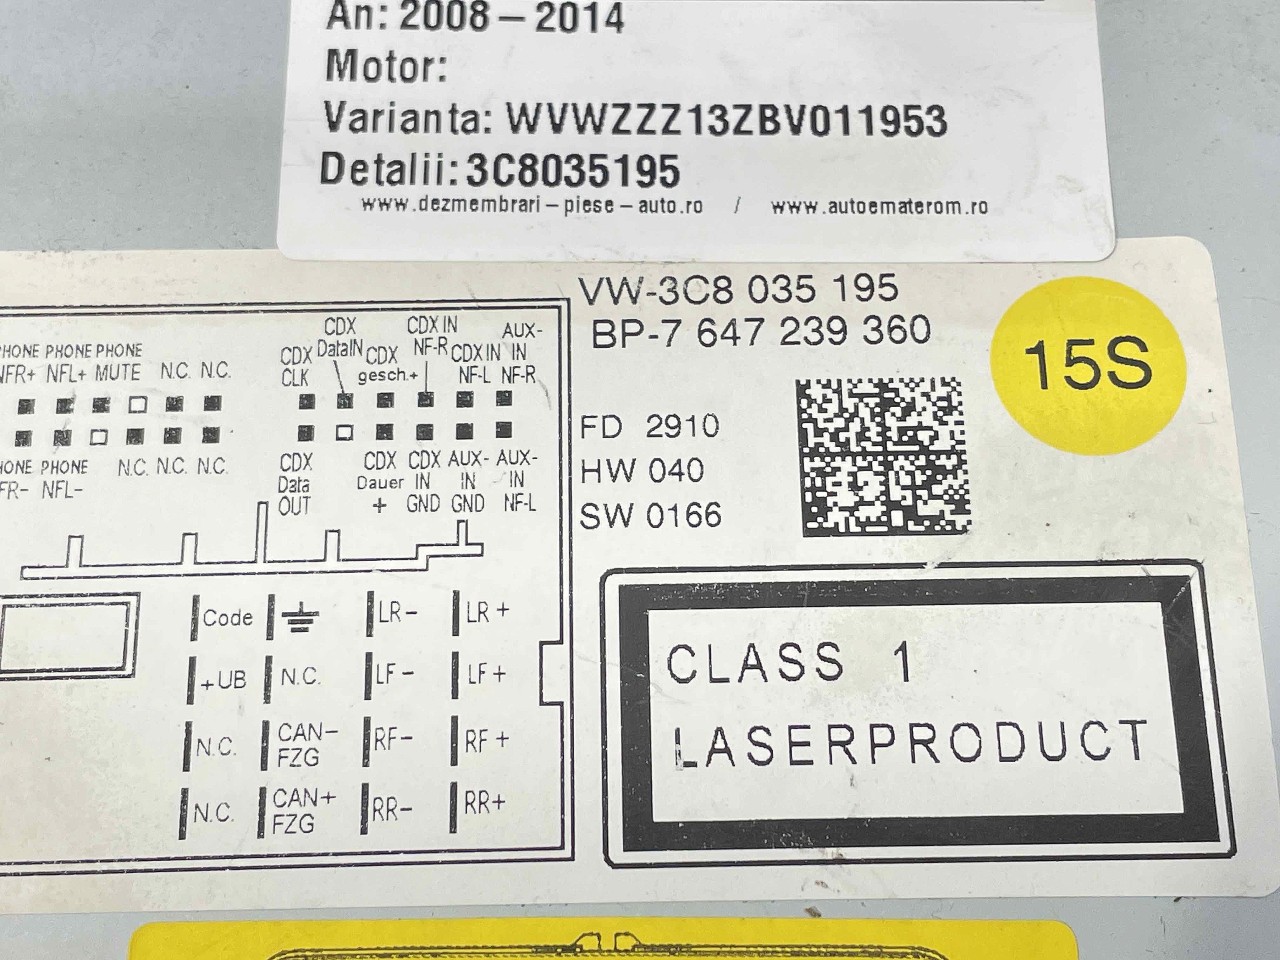 An: 2008 – 2014
Motor:
Varianta: WVWZZZ13ZBV011953
Detalii: 3C8035195
www.dezmembrari-piese-auto.ro / www.autoematerom.ro
VW-3C8 035 195
BP-7 647 239 360
15S
FD 2910
HW 040
SW 0166
CDX CDX IN AUX-
PHONE PHONE PHONE CDX DataIN CDX NF-R CDX IN IN
NFR+ NFL+ MUTE N.C. N.C. CLK gesch.+ NF-L NF-R
PHONE PHONE N.C. N.C. N.C. CDX CDX CDX AUX- AUX-
NFR- NFL- Data Dauer IN IN IN
OUT + GND GND NF-L
Code LR- LR+
+UB N.C. LF- LF+
N.C. CAN- RF- RF+
FZG
N.C. CAN+ RR- RR+
FZG
CLASS 1
LASERPRODUCT